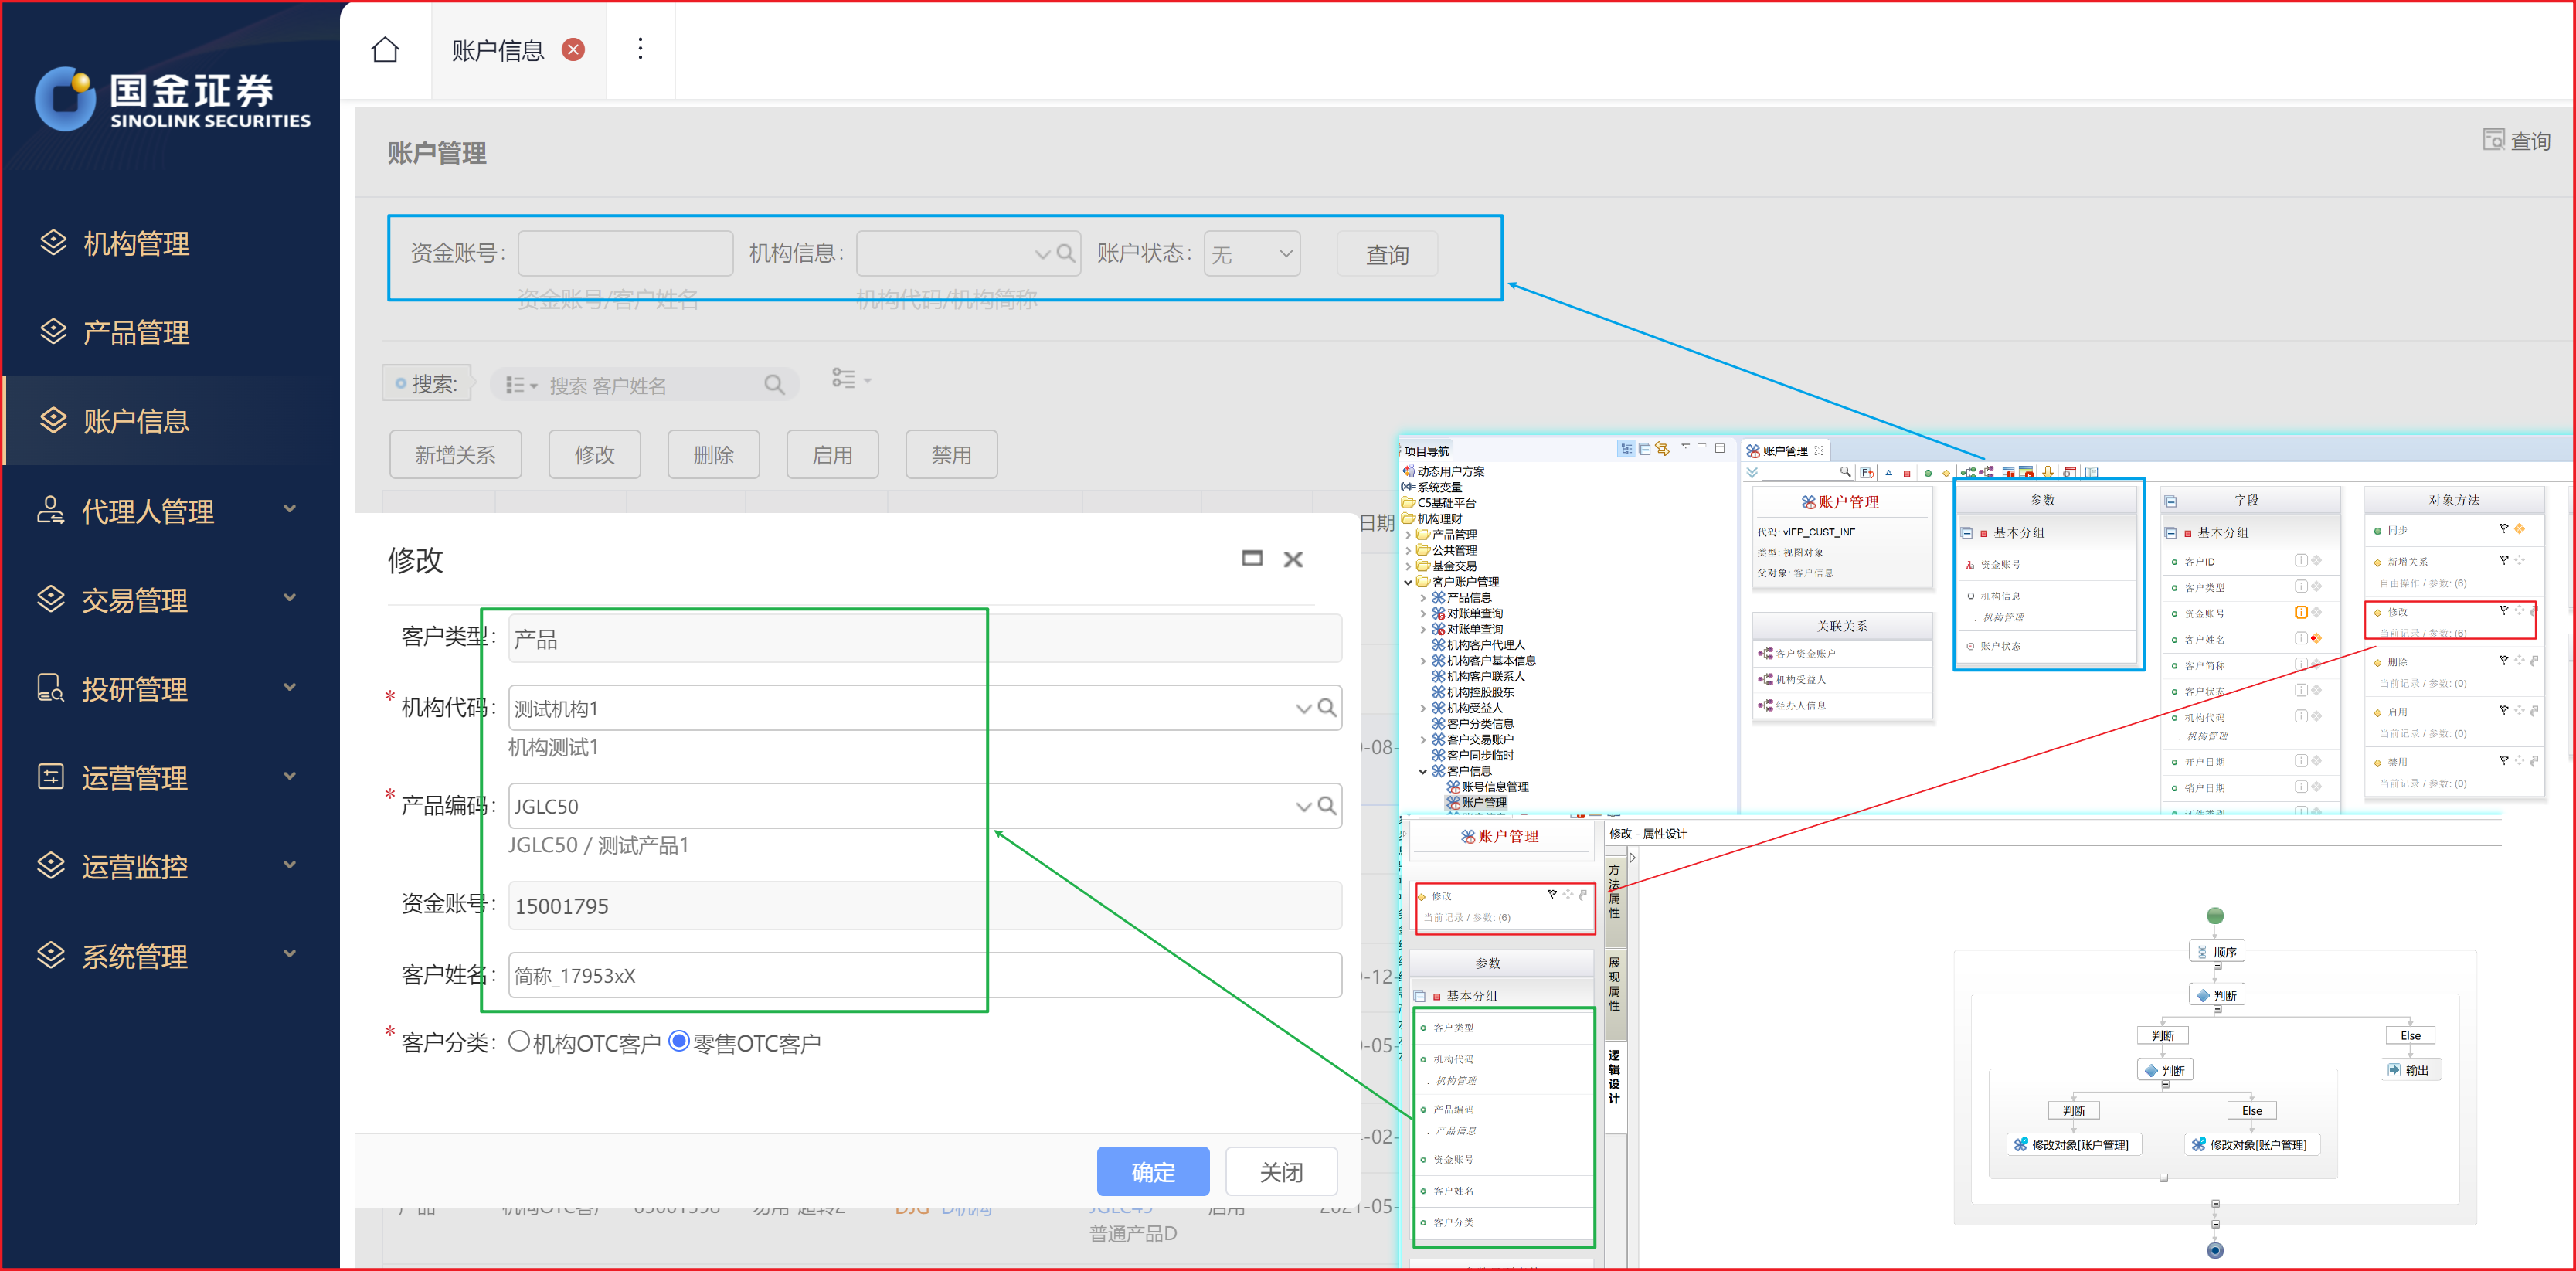 国金证券
SINOLINK SECURITIES
机构管理
产品管理
账户信息
代理人管理
交易管理
投研管理
运营管理
运营监控
系统管理
账户信息
账户管理
查询
资金账号:
机构信息:
账户状态: 无
查询
资金账号/客户姓名
机构代码/机构简称
搜索:
搜索 客户姓名
新增关系
修改
删除
启用
禁用
日期
修改
客户类型: 产品
* 机构代码: 测试机构1
机构测试1
* 产品编码: JGLC50
JGLC50 / 测试产品1
资金账号: 15001795
客户姓名: 简称_17953xX
* 客户分类: 机构OTC客户 零售OTC客户
确定
关闭
-08-
-12-
-05-
-02-
2021-05-
普通产品D
项目导航
动态用户方案
系统变量
C5基础平台
机构理财
产品管理
公共管理
基金交易
客户账户管理
产品信息
对账单查询
对账单查询
机构客户代理人
机构客户基本信息
机构客户联系人
机构控股股东
机构受益人
客户分类信息
客户交易账户
客户同步临时
客户信息
账号信息管理
账户管理
账户管理
账户管理
代码: vIFP_CUST_INF
类型: 视图对象
父对象: 客户信息
关联关系
客户资金账户
机构受益人
经办人信息
参数
基本分组
资金账号
机构信息
. 机构管理
账户状态
字段
基本分组
客户ID
客户类型
资金账号
客户姓名
客户简称
客户状态
机构代码
. 机构管理
开户日期
销户日期
对象方法
同步
新增关系
自由操作 / 参数: (6)
修改
当前记录 / 参数: (6)
删除
当前记录 / 参数: (0)
启用
当前记录 / 参数: (0)
禁用
当前记录 / 参数: (0)
账户管理
修改
当前记录 / 参数: (6)
参数
基本分组
客户类型
机构代码
. 机构管理
产品编码
. 产品信息
资金账号
客户姓名
客户分类
修改 - 属性设计
方法属性
展现属性
逻辑设计
顺序
判断
判断
Else
判断
输出
判断
Else
修改对象[账户管理]
修改对象[账户管理]